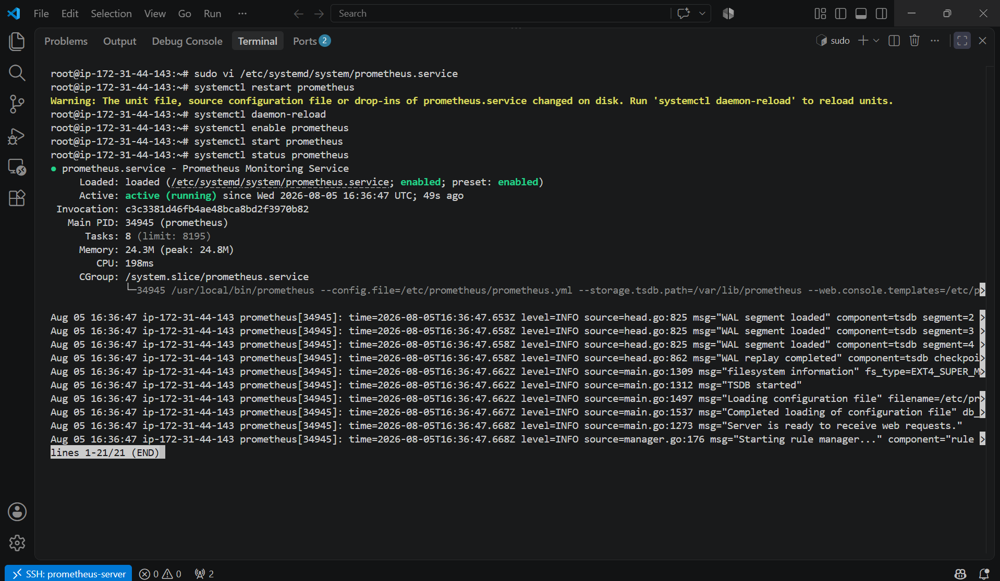 File Edit Selection View Go Run ... Search
Problems Output Debug Console Terminal Ports 2 sudo
root@ip-172-31-44-143:~# sudo vi /etc/systemd/system/prometheus.service
root@ip-172-31-44-143:~# systemctl restart prometheus
Warning: The unit file, source configuration file or drop-ins of prometheus.service changed on disk. Run 'systemctl daemon-reload' to reload units.
root@ip-172-31-44-143:~# systemctl daemon-reload
root@ip-172-31-44-143:~# systemctl enable prometheus
root@ip-172-31-44-143:~# systemctl start prometheus
root@ip-172-31-44-143:~# systemctl status prometheus
● prometheus.service - Prometheus Monitoring Service
Loaded: loaded (/etc/systemd/system/prometheus.service; enabled; preset: enabled)
Active: active (running) since Wed 2026-08-05 16:36:47 UTC; 49s ago
Invocation: c3c3381d46fb4ae48bca8bd2f3970b82
Main PID: 34945 (prometheus)
Tasks: 8 (limit: 8195)
Memory: 24.3M (peak: 24.8M)
CPU: 198ms
CGroup: /system.slice/prometheus.service
└─34945 /usr/local/bin/prometheus --config.file=/etc/prometheus/prometheus.yml --storage.tsdb.path=/var/lib/prometheus --web.console.templates=/etc/p>
Aug 05 16:36:47 ip-172-31-44-143 prometheus[34945]: time=2026-08-05T16:36:47.653Z level=INFO source=head.go:825 msg="WAL segment loaded" component=tsdb segment=2 >
Aug 05 16:36:47 ip-172-31-44-143 prometheus[34945]: time=2026-08-05T16:36:47.658Z level=INFO source=head.go:825 msg="WAL segment loaded" component=tsdb segment=3 >
Aug 05 16:36:47 ip-172-31-44-143 prometheus[34945]: time=2026-08-05T16:36:47.658Z level=INFO source=head.go:825 msg="WAL segment loaded" component=tsdb segment=4 >
Aug 05 16:36:47 ip-172-31-44-143 prometheus[34945]: time=2026-08-05T16:36:47.658Z level=INFO source=head.go:862 msg="WAL replay completed" component=tsdb checkpoi>
Aug 05 16:36:47 ip-172-31-44-143 prometheus[34945]: time=2026-08-05T16:36:47.662Z level=INFO source=main.go:1309 msg="filesystem information" fs_type=EXT4_SUPER_M>
Aug 05 16:36:47 ip-172-31-44-143 prometheus[34945]: time=2026-08-05T16:36:47.662Z level=INFO source=main.go:1312 msg="TSDB started"
Aug 05 16:36:47 ip-172-31-44-143 prometheus[34945]: time=2026-08-05T16:36:47.662Z level=INFO source=main.go:1497 msg="Loading configuration file" filename=/etc/pr>
Aug 05 16:36:47 ip-172-31-44-143 prometheus[34945]: time=2026-08-05T16:36:47.667Z level=INFO source=main.go:1537 msg="Completed loading of configuration file" db_>
Aug 05 16:36:47 ip-172-31-44-143 prometheus[34945]: time=2026-08-05T16:36:47.668Z level=INFO source=main.go:1273 msg="Server is ready to receive web requests."
Aug 05 16:36:47 ip-172-31-44-143 prometheus[34945]: time=2026-08-05T16:36:47.668Z level=INFO source=manager.go:176 msg="Starting rule manager..." component="rule >
lines 1-21/21 (END)
SSH: prometheus-server 0 0 2